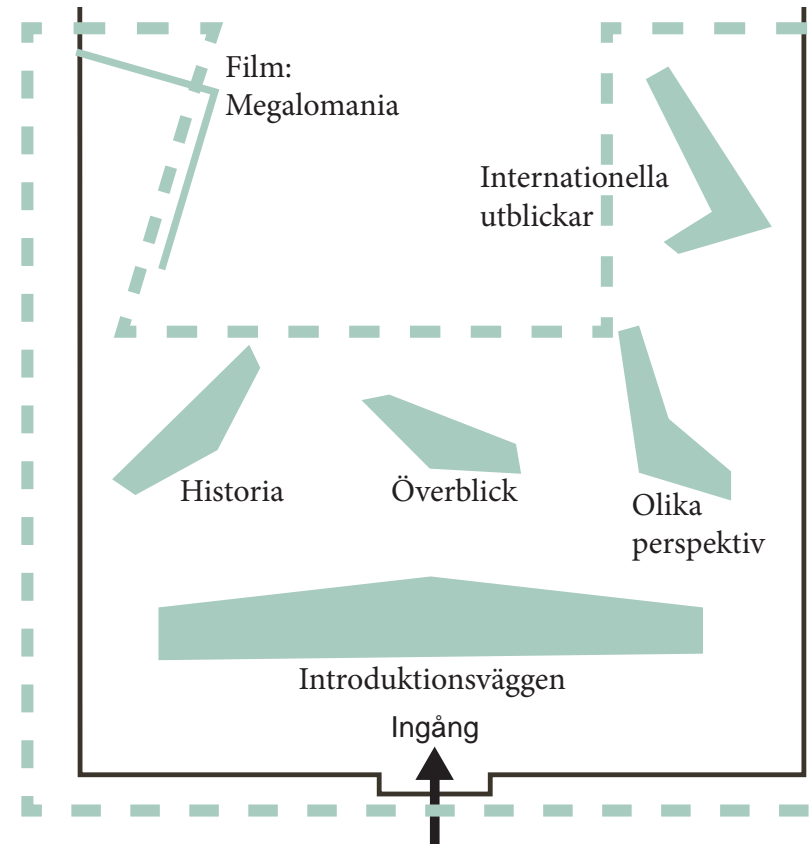 Film:
Megalomania
Internationella
utblickar
Historia
Överblick
Olika
perspektiv
Introduktionsväggen
Ingång